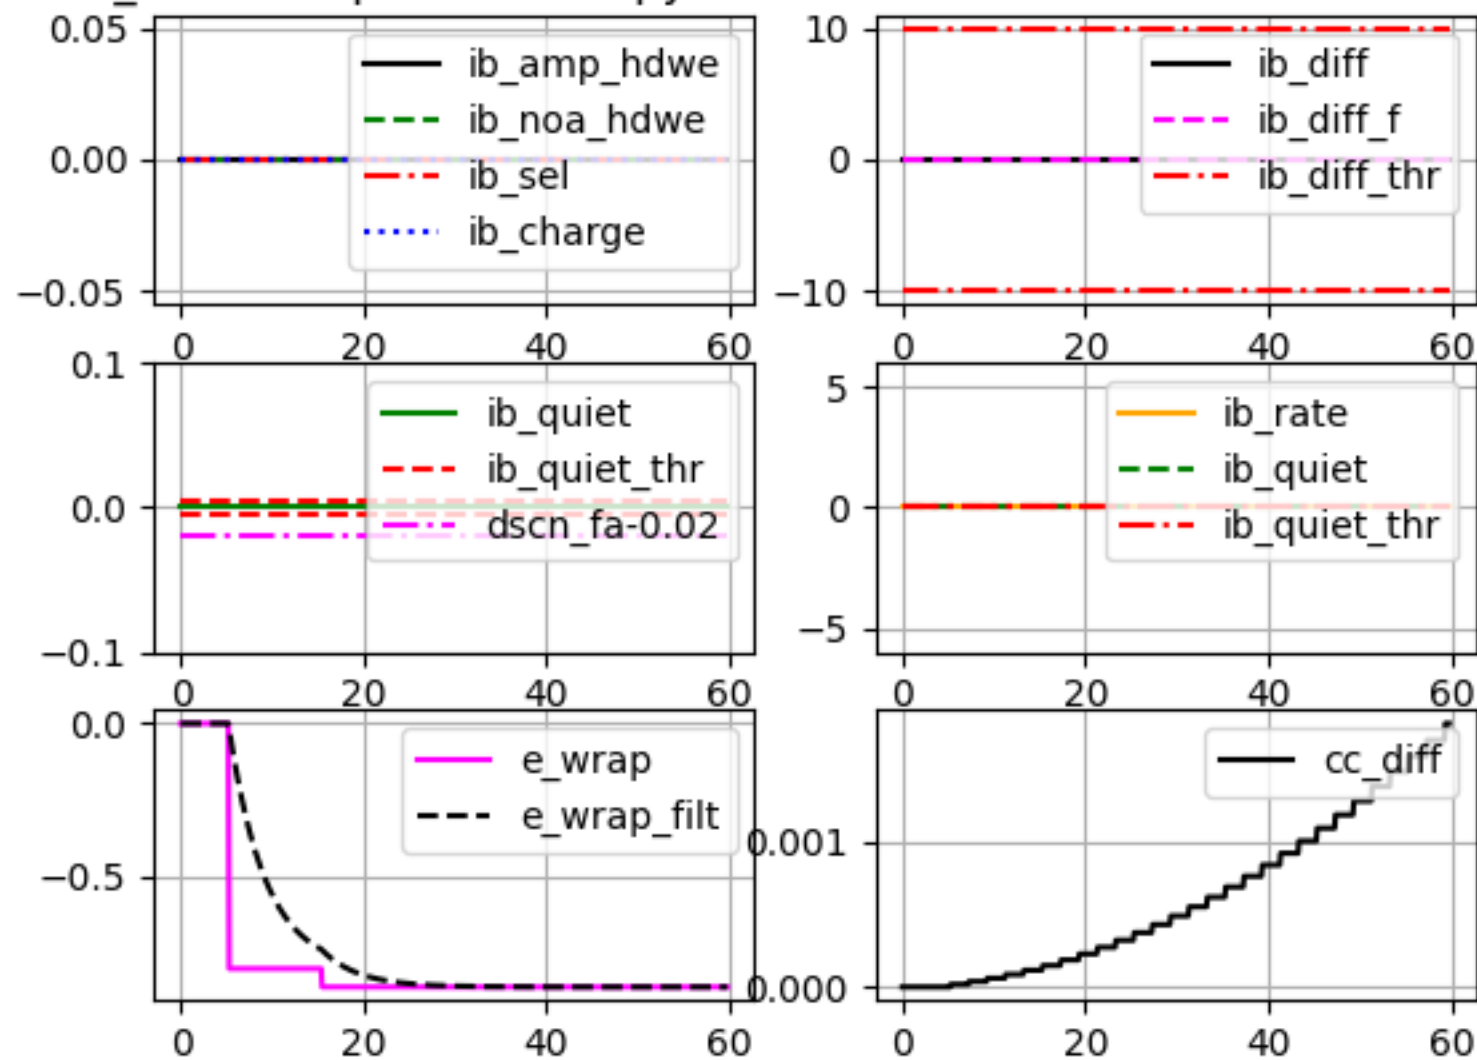 0.05
0.00
−0.05
0
20
40
60
ib_amp_hdwe
ib_noa_hdwe
ib_sel
ib_charge
10
0
−10
0
20
40
60
ib_diff
ib_diff_f
ib_diff_thr
0.1
0.0
−0.1
0
20
40
60
ib_quiet
ib_quiet_thr
dscn_fa-0.02
5
0
−5
0
20
40
60
ib_rate
ib_quiet
ib_quiet_thr
0.0
−0.5
0
20
40
60
e_wrap
e_wrap_filt
0.001
0.000
0
20
40
60
cc_diff